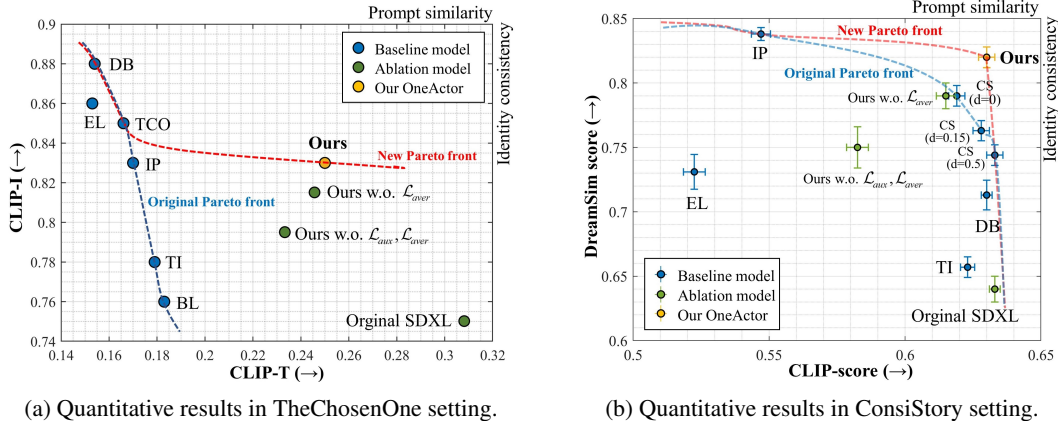 Prompt similarity
0.9
0.88
0.86
0.84
0.82
0.8
0.78
0.76
0.74
0.14
0.16
0.18
0.2
0.22
0.24
0.26
0.28
0.3
0.32
CLIP-I (→)
CLIP-T (→)
Identity consistency
Baseline model
Ablation model
Our OneActor
DB
EL
TCO
IP
Ours
New Pareto front
Original Pareto front
Ours w.o. ℒaver
Ours w.o. ℒaux, ℒaver
TI
BL
Orginal SDXL
(a) Quantitative results in TheChosenOne setting.
Prompt similarity
0.85
0.8
0.75
0.7
0.65
0.6
0.5
0.55
0.6
0.65
DreamSim score (→)
CLIP-score (→)
Identity consistency
IP
New Pareto front
Ours
Original Pareto front
Ours w.o. ℒaver
CS
(d=0)
CS
(d=0.15)
CS
(d=0.5)
Ours w.o. ℒaux, ℒaver
EL
DB
TI
Orginal SDXL
Baseline model
Ablation model
Our OneActor
(b) Quantitative results in ConsiStory setting.